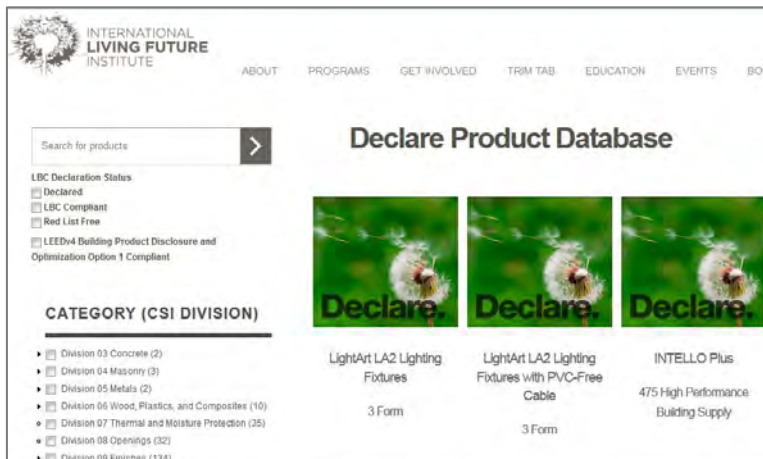 INTERNATIONAL
LIVING FUTURE
INSTITUTE
ABOUT PROGRAMS GET INVOLVED TRIM TAB EDUCATION EVENTS
Search for products
LBC Declaration Status
Declared
LBC Compliant
Red List Free
LEEDv4 Building Product Disclosure and
Optimization Option 1 Compliant
CATEGORY (CSI DIVISION)
Division 03 Concrete (2)
Division 04 Masonry (3)
Division 05 Metals (2)
Division 06 Wood, Plastics, and Composites (10)
Division 07 Thermal and Moisture Protection (35)
Division 08 Openings (32)
Division 09 Finishes (134)
Declare Product Database
Declare. Declare. Declare.
LightArt LA2 Lighting
Fixtures
3 Form
LightArt LA2 Lighting
Fixtures with PVC-Free
Cable
3 Form
INTELLO Plus
475 High Performance
Building Supply